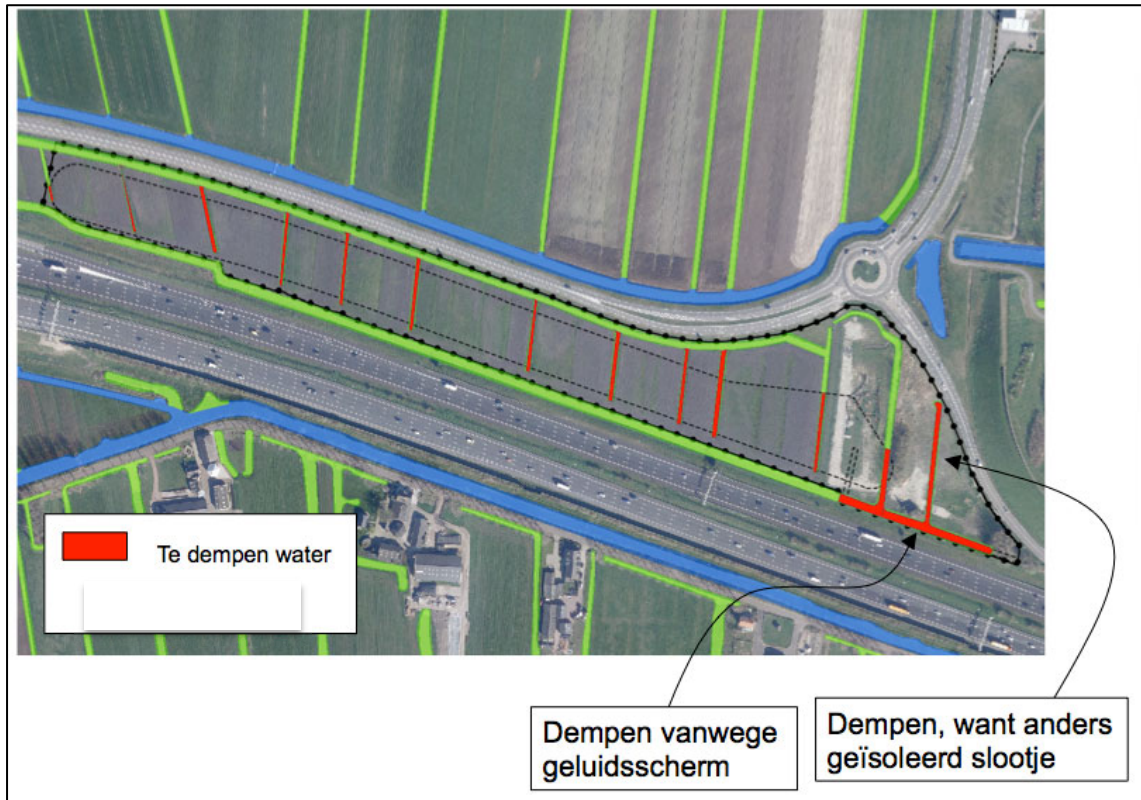 Te dempen water
Dempen vanwege
geluidsscherm
Dempen, want anders
geïsoleerd slootje